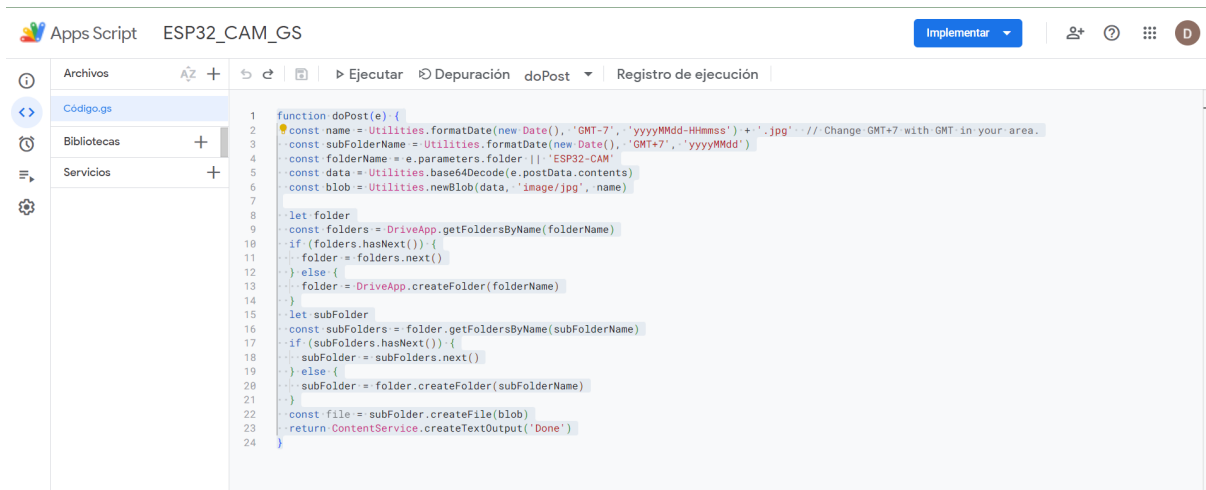 Apps Script ESP32_CAM_GS Implementar D
Archivos AZ Ejecutar Depuración doPost Registro de ejecución
Código.gs
Bibliotecas
Servicios
1 function doPost(e) {
2 const name = Utilities.formatDate(new Date(), 'GMT-7', 'yyyyMMdd-HHmmss') + '.jpg' // Change GMT+7 with GMT in your area.
3 const subFolderName = Utilities.formatDate(new Date(), 'GMT+7', 'yyyyMMdd')
4 const folderName = e.parameters.folder || 'ESP32-CAM'
5 const data = Utilities.base64Decode(e.postData.contents)
6 const blob = Utilities.newBlob(data, 'image/jpg', name)
7
8 let folder
9 const folders = DriveApp.getFoldersByName(folderName)
10 if (folders.hasNext()) {
11 folder = folders.next()
12 } else {
13 folder = DriveApp.createFolder(folderName)
14 }
15 let subFolder
16 const subFolders = folder.getFoldersByName(subFolderName)
17 if (subFolders.hasNext()) {
18 subFolder = subFolders.next()
19 } else {
20 subFolder = folder.createFolder(subFolderName)
21 }
22 const file = subFolder.createFile(blob)
23 return ContentService.createTextOutput('Done')
24 }